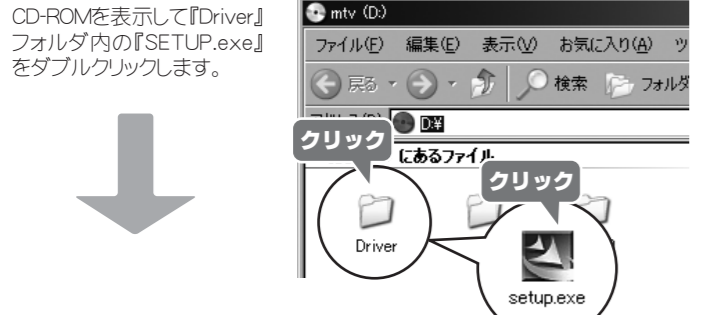 CD-ROMを表示して『Driver』
フォルダ内の『SETUP.exe』
をダブルクリックします。
mtv (D:)
ファイル(F) 編集(E) 表示(V) お気に入り(A) ツ
戻る 検索 フォルダ
D:¥
クリック
にあるファイル
クリック
Driver
setup.exe